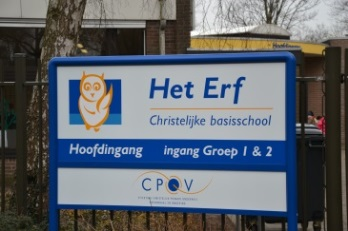 Het Erf
Christelijke basisschool
Hoofdingang ingang Groep 1 & 2
CPOV